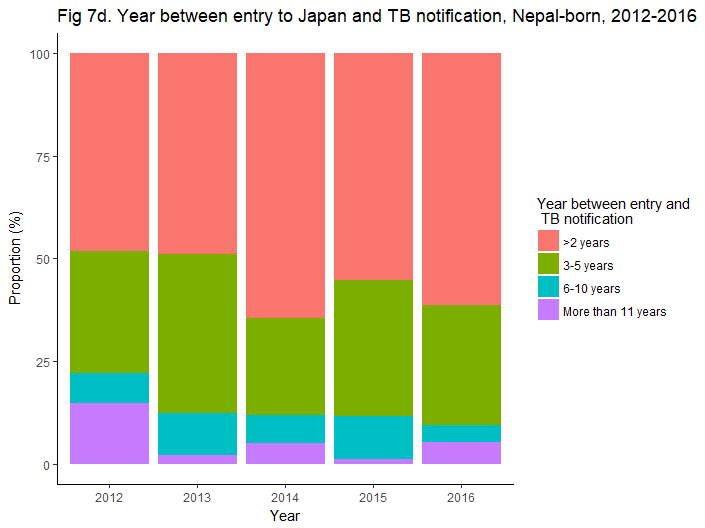 Fig 7d. Year between entry to Japan and TB notification, Nepal-born, 2012-2016
100
75
50
25
0
Proportion (%)
2012 2013 2014 2015 2016
Year
Year between entry and
TB notification
>2 years
3-5 years
6-10 years
More than 11 years